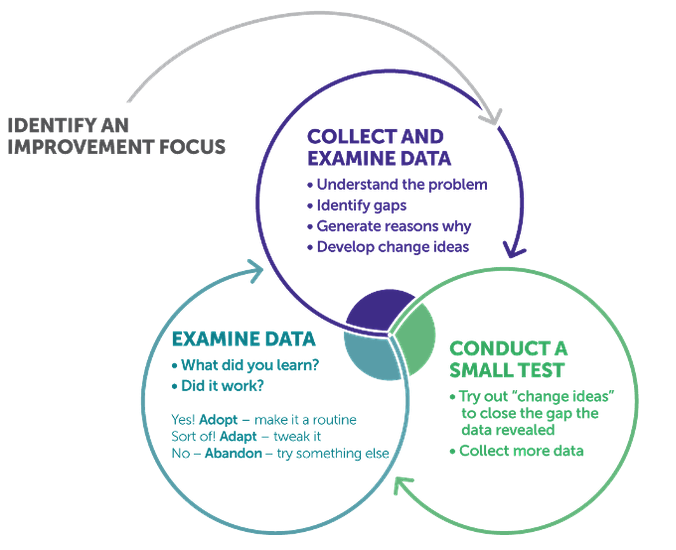 IDENTIFY AN
IMPROVEMENT FOCUS
COLLECT AND
EXAMINE DATA
• Understand the problem
• Identify gaps
• Generate reasons why
• Develop change ideas
CONDUCT A
SMALL TEST
• Try out “change ideas”
to close the gap the
data revealed
• Collect more data
EXAMINE DATA
• What did you learn?
• Did it work?
Yes! Adopt – make it a routine
Sort of! Adapt – tweak it
No – Abandon – try something else